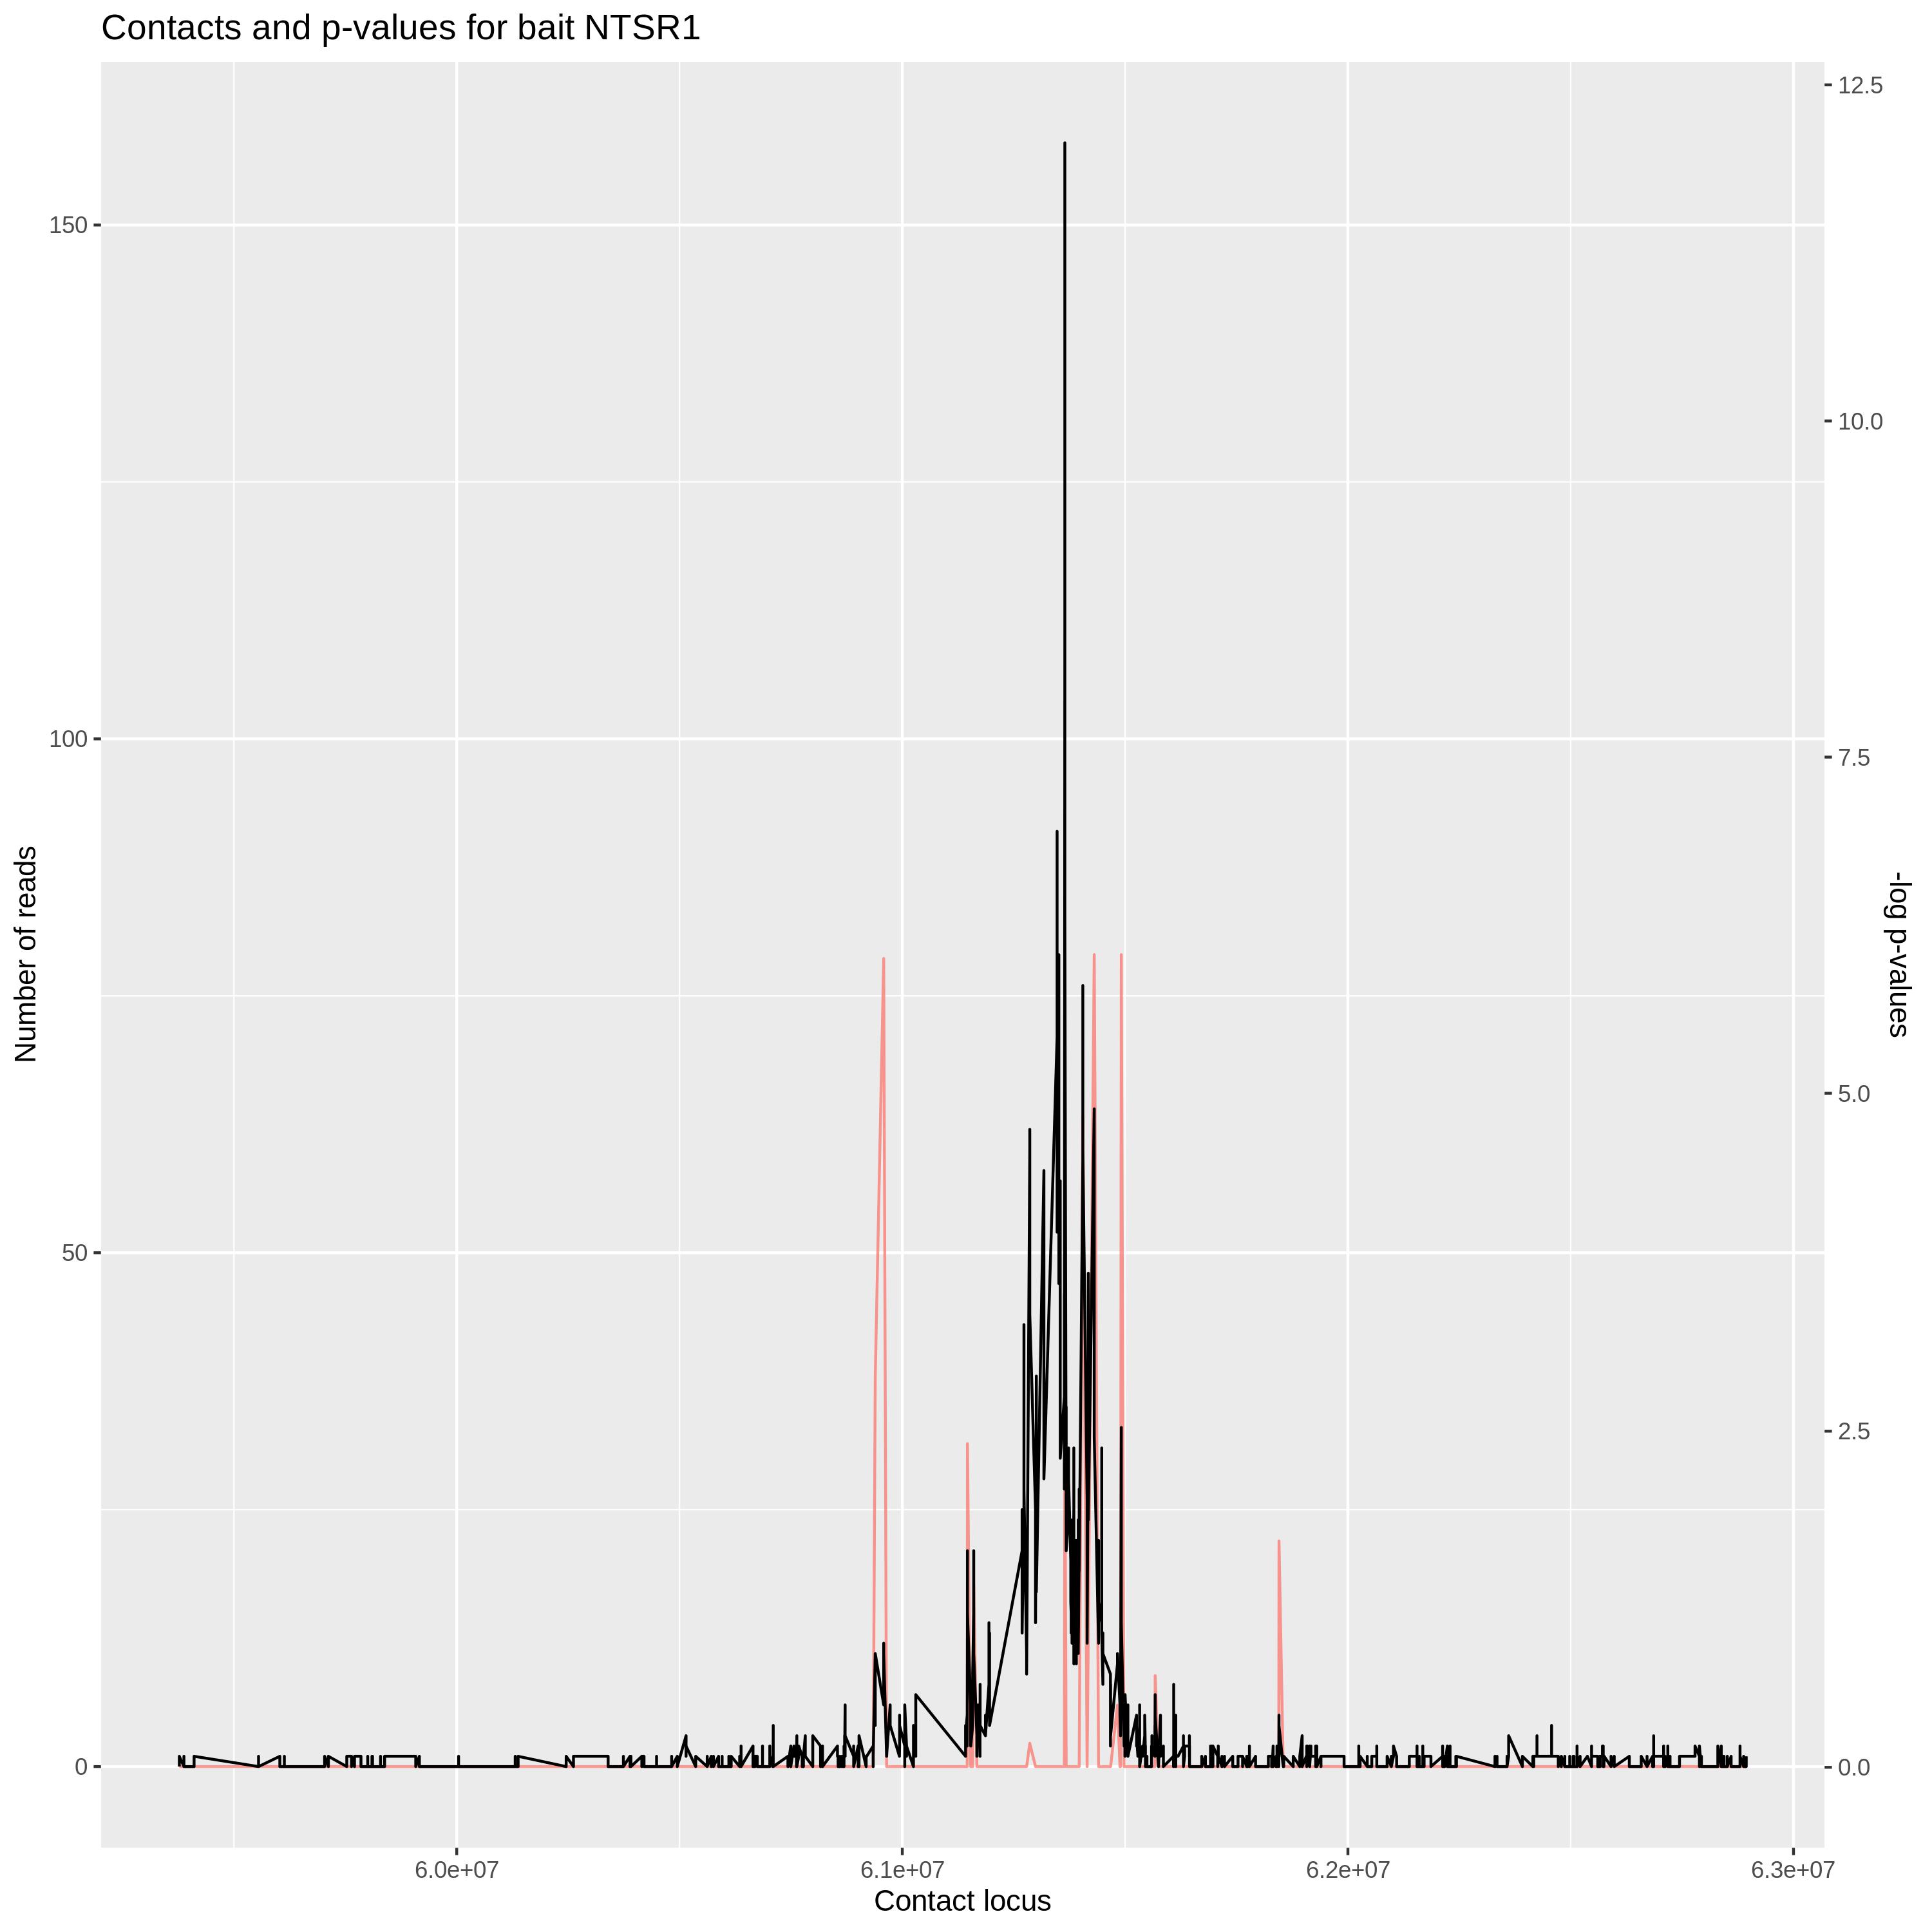 Contacts and p-values for bait NTSR1
12.5
150
10.0
100
7.5
Number of reads
-log p-values
5.0
50
2.5
0
0.0
6.0e+07
6.1e+07
6.2e+07
6.3e+07
Contact locus